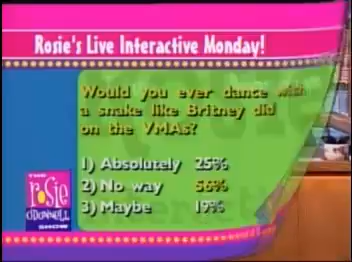 Rosie's Live Interactive Monday!
Would you ever dance with
a snake like Britney did
on the VMAs?
1) Absolutely 25%
2) No way 56%
3) Maybe 19%
THE
rosie
O'DONNELL
SHOW